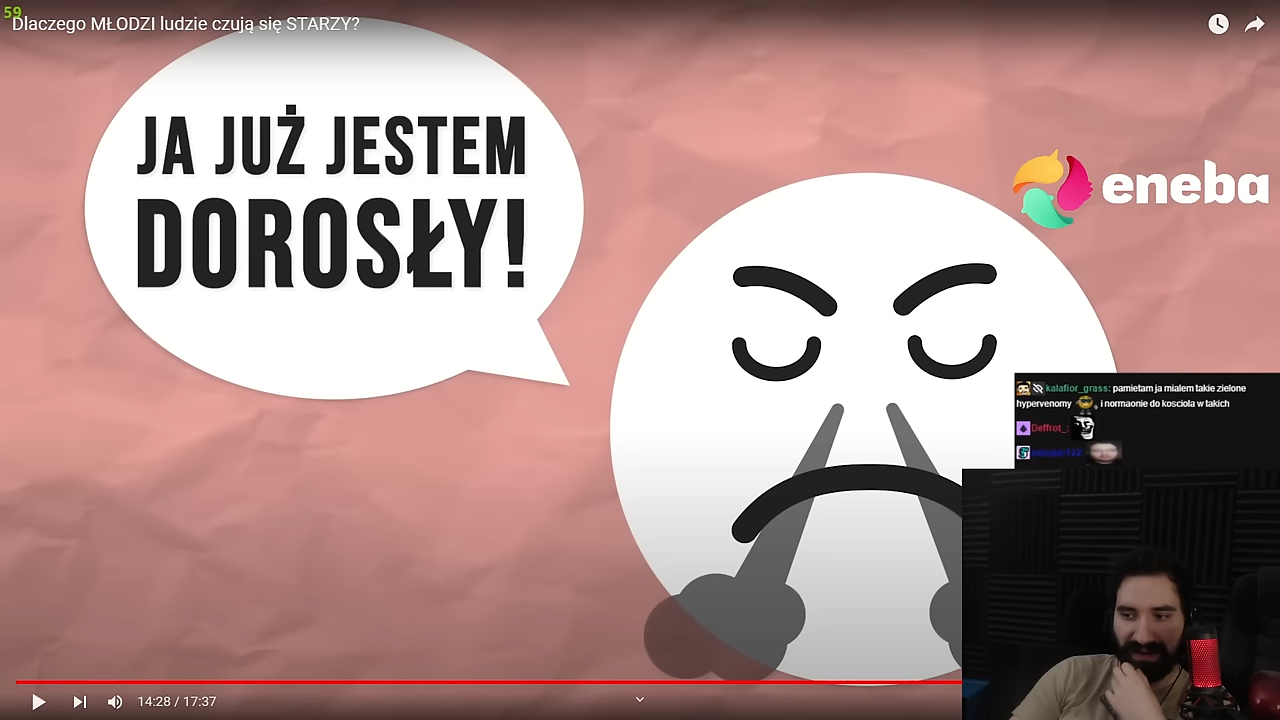 59
Dlaczego MŁODZI ludzie czują się STARZY?
JA JUŻ JESTEM
DOROSŁY!
eneba
kalafior_grass: pamietam ja mialem takie zielone
hypervenomy i normaonie do kosciola w takich
Deffrot_:
14:28 / 17:37